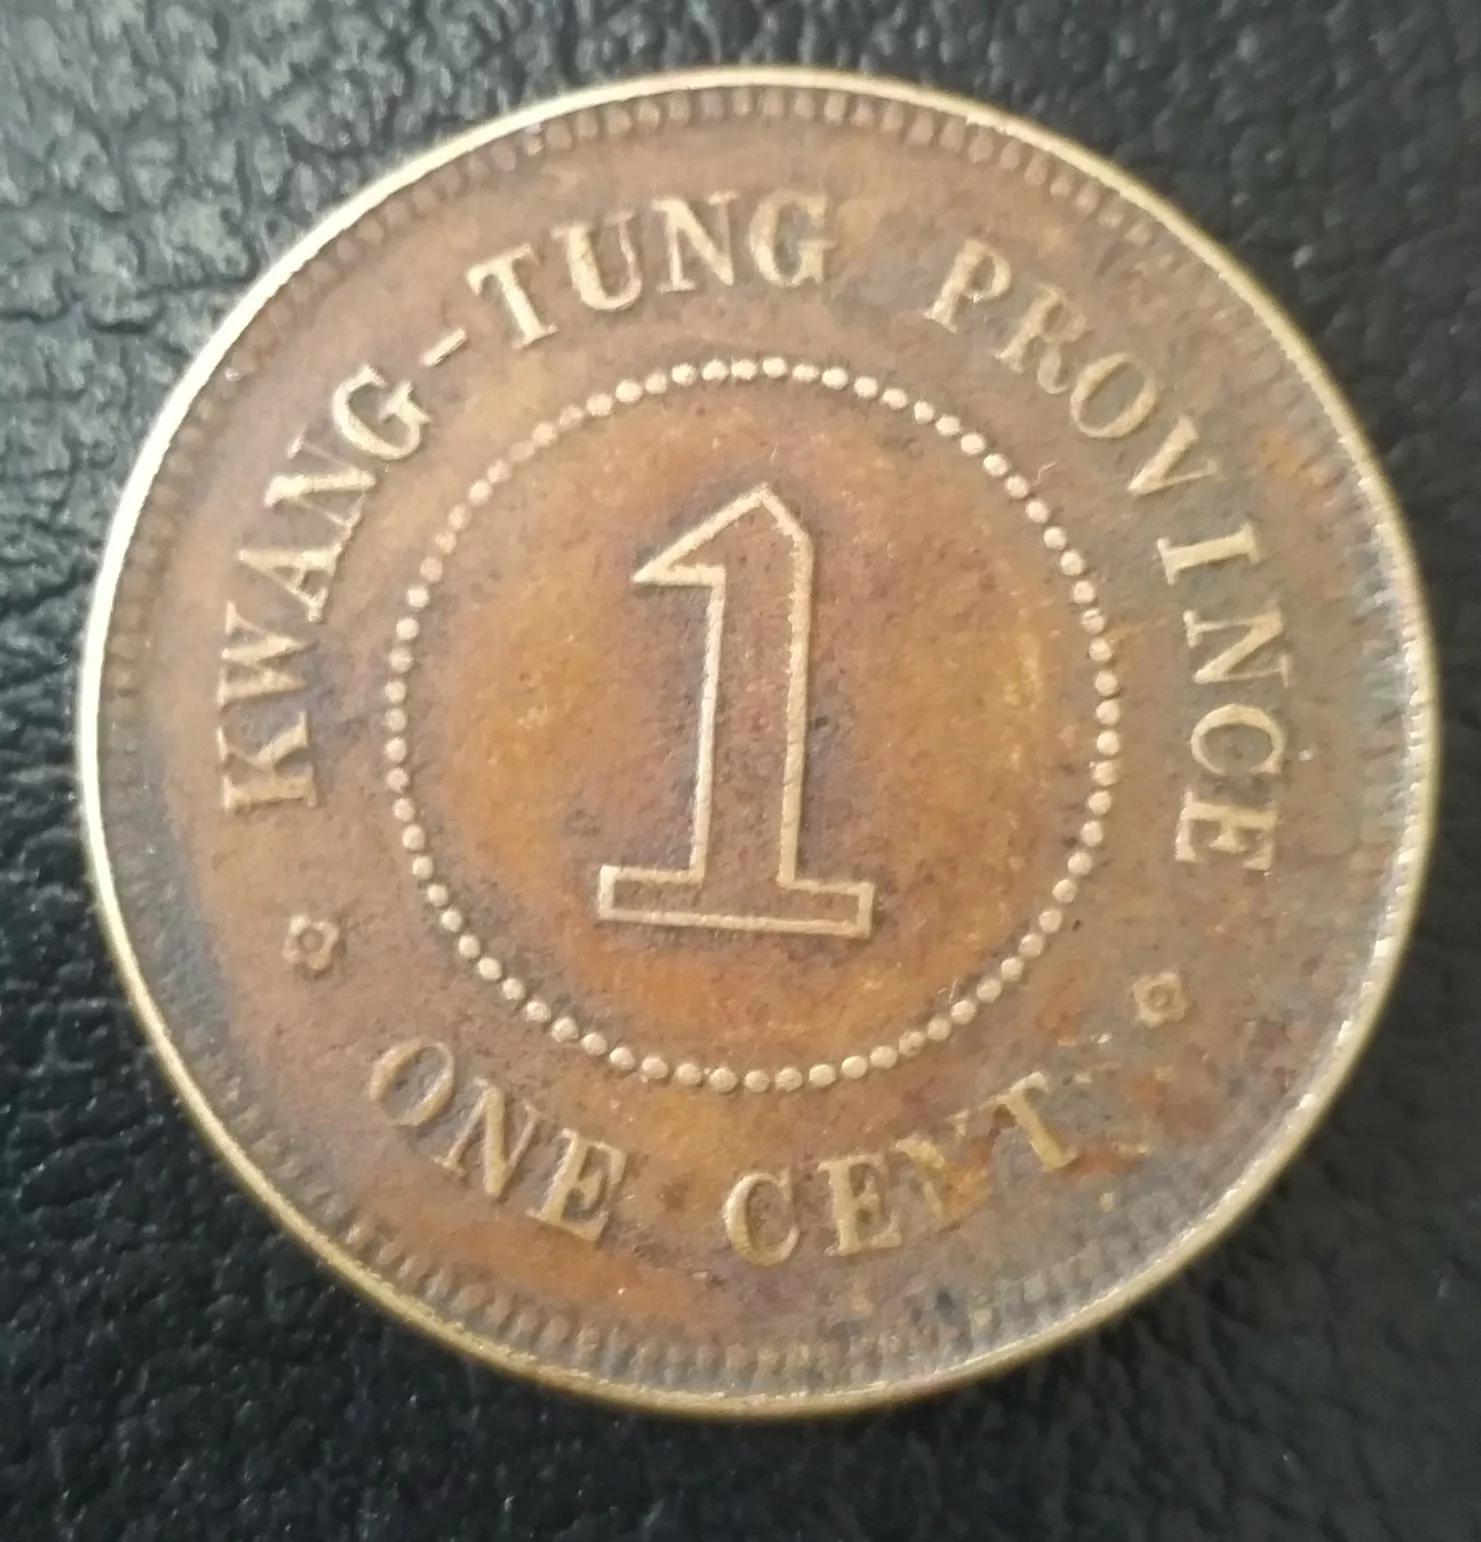 KWANG-TUNG PROVINCE
1
ONE CENT